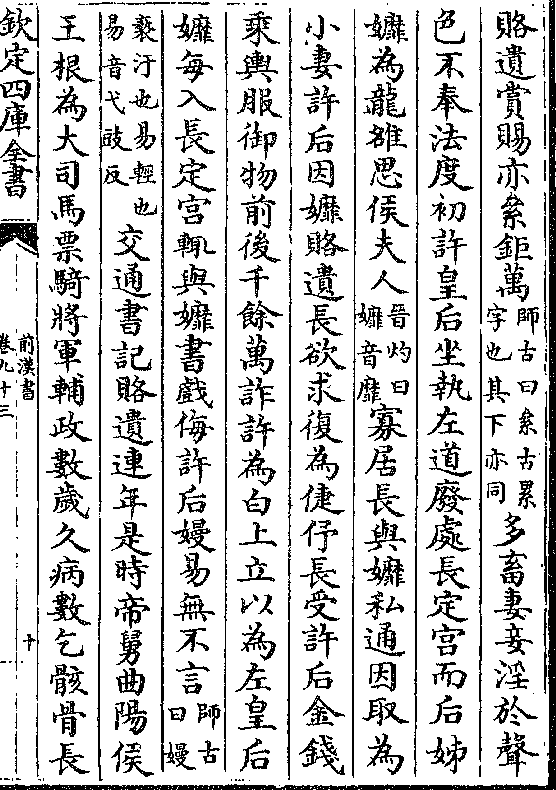 賂遺賞賜亦絫鉅萬師古曰絫古累字也其下亦同多畜妻妾淫於聲
色不奉法度初許皇后坐執左道廢處長定宮而后姊
孊為龍雒思侯夫人晉灼曰孊音靡寡居長與孊私通因取為
小妻許后因孊賂遺長欲求復為倢伃長受許后金錢
乘輿服御物前後千餘萬詐許為白上立以為左皇后
孊每入長定宮輒與孊書戲侮許后嫚易無不言師古曰嫚
褻汙也易輕也易音弋豉反交通書記賂遺連年是時帝舅曲陽侯
王根為大司馬票騎將軍輔政數歲久病數乞骸骨長
欽定四庫全書
前漢書
卷九十三
十